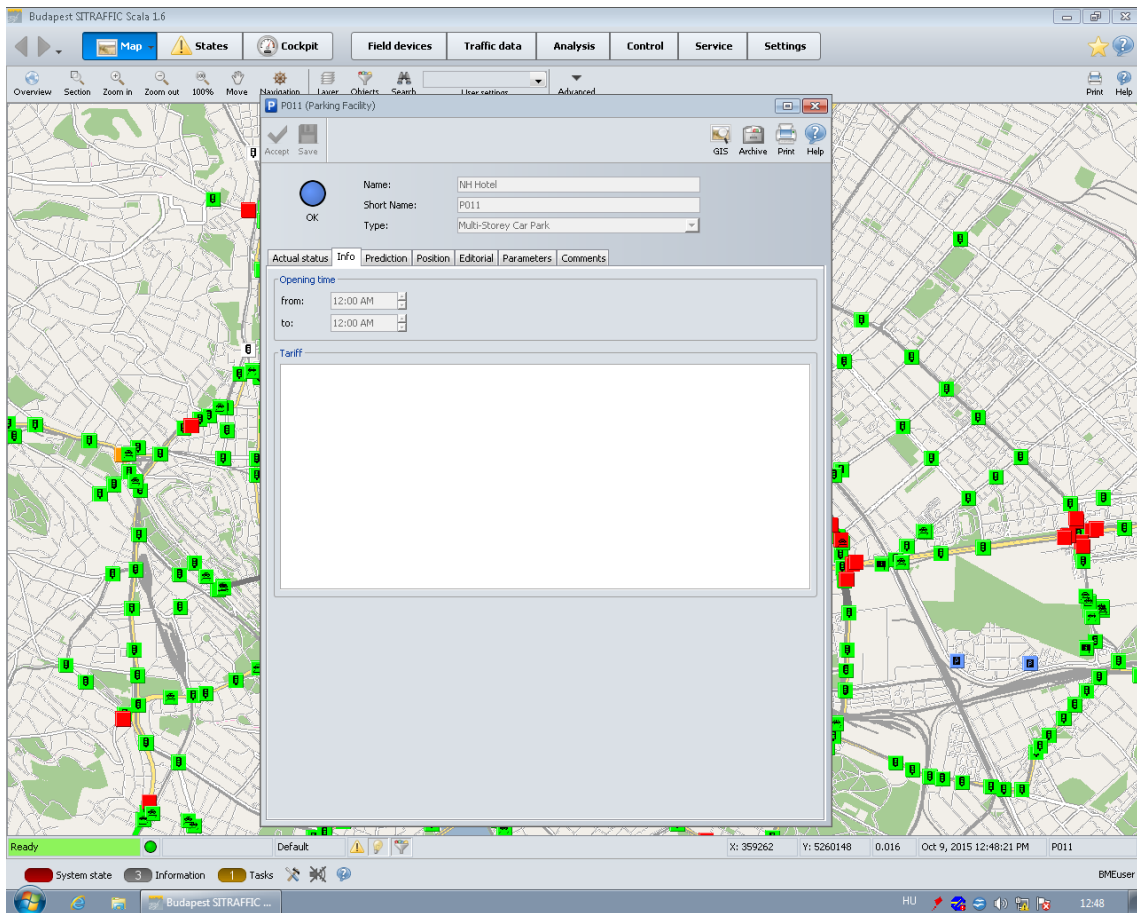 Budapest SITRAFFIC Scala 1.6
Map States Cockpit Field devices Traffic data Analysis Control Service Settings
Overview Section Zoom in Zoom out 100% Move Navigation Layer Objects Search User settings Advanced Print Help
P011 (Parking Facility)
Accept Save GIS Archive Print Help
OK
Name: NH Hotel
Short Name: P011
Type: Multi-Storey Car Park
Actual status Info Prediction Position Editorial Parameters Comments
Opening time
from: 12:00 AM
to: 12:00 AM
Tariff
Ready Default X: 359262 Y: 5260148 0.016 Oct 9, 2015 12:48:21 PM P011
System state 3 Information 1 Tasks BMEuser
Budapest SITRAFFIC ... HU 12:48